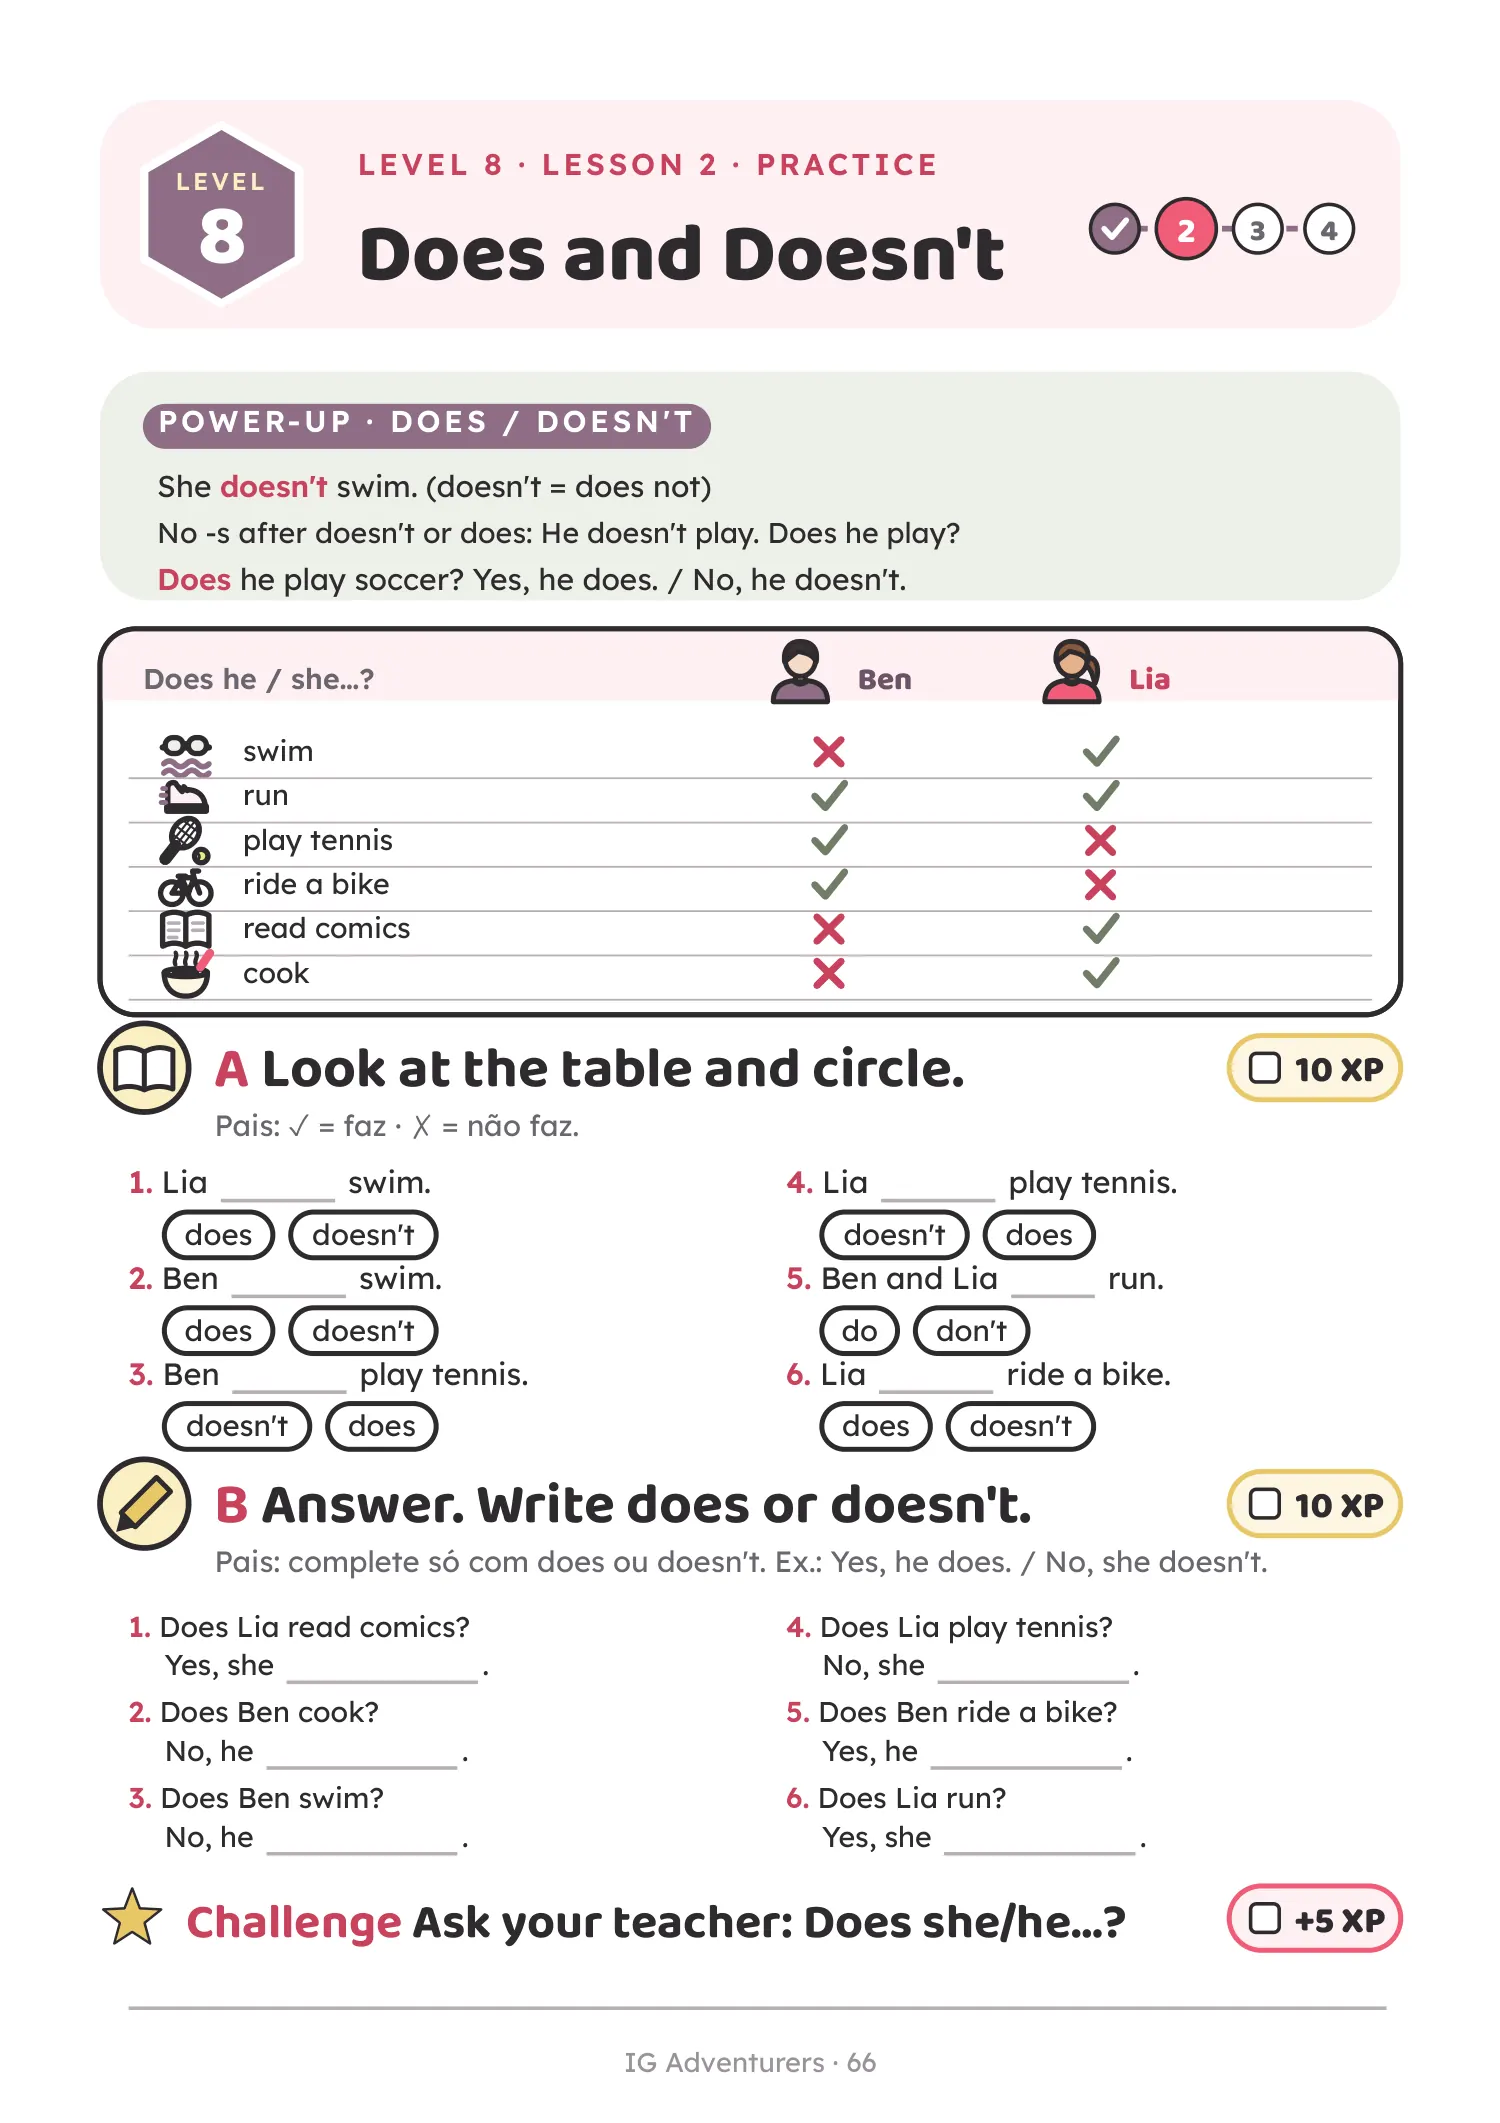 LEVEL
8
LEVEL 8 · LESSON 2 · PRACTICE
Does and Doesn't
2
3
4
POWER-UP · DOES / DOESN'T
She doesn't swim. (doesn't = does not)
No -s after doesn't or does: He doesn't play. Does he play?
Does he play soccer? Yes, he does. / No, he doesn't.
Does he / she...?
Ben
Lia
swim
run
play tennis
ride a bike
read comics
cook
A Look at the table and circle.
10 XP
Pais: ✓ = faz · ✗ = não faz.
1. Lia ______ swim.
does doesn't
2. Ben ______ swim.
does doesn't
3. Ben ______ play tennis.
doesn't does
4. Lia ______ play tennis.
doesn't does
5. Ben and Lia ____ run.
do don't
6. Lia ______ ride a bike.
does doesn't
B Answer. Write does or doesn't.
10 XP
Pais: complete só com does ou doesn't. Ex.: Yes, he does. / No, she doesn't.
1. Does Lia read comics?
Yes, she __________.
2. Does Ben cook?
No, he __________.
3. Does Ben swim?
No, he __________.
4. Does Lia play tennis?
No, she __________.
5. Does Ben ride a bike?
Yes, he __________.
6. Does Lia run?
Yes, she __________.
Challenge Ask your teacher: Does she/he...?
+5 XP
IG Adventurers · 66